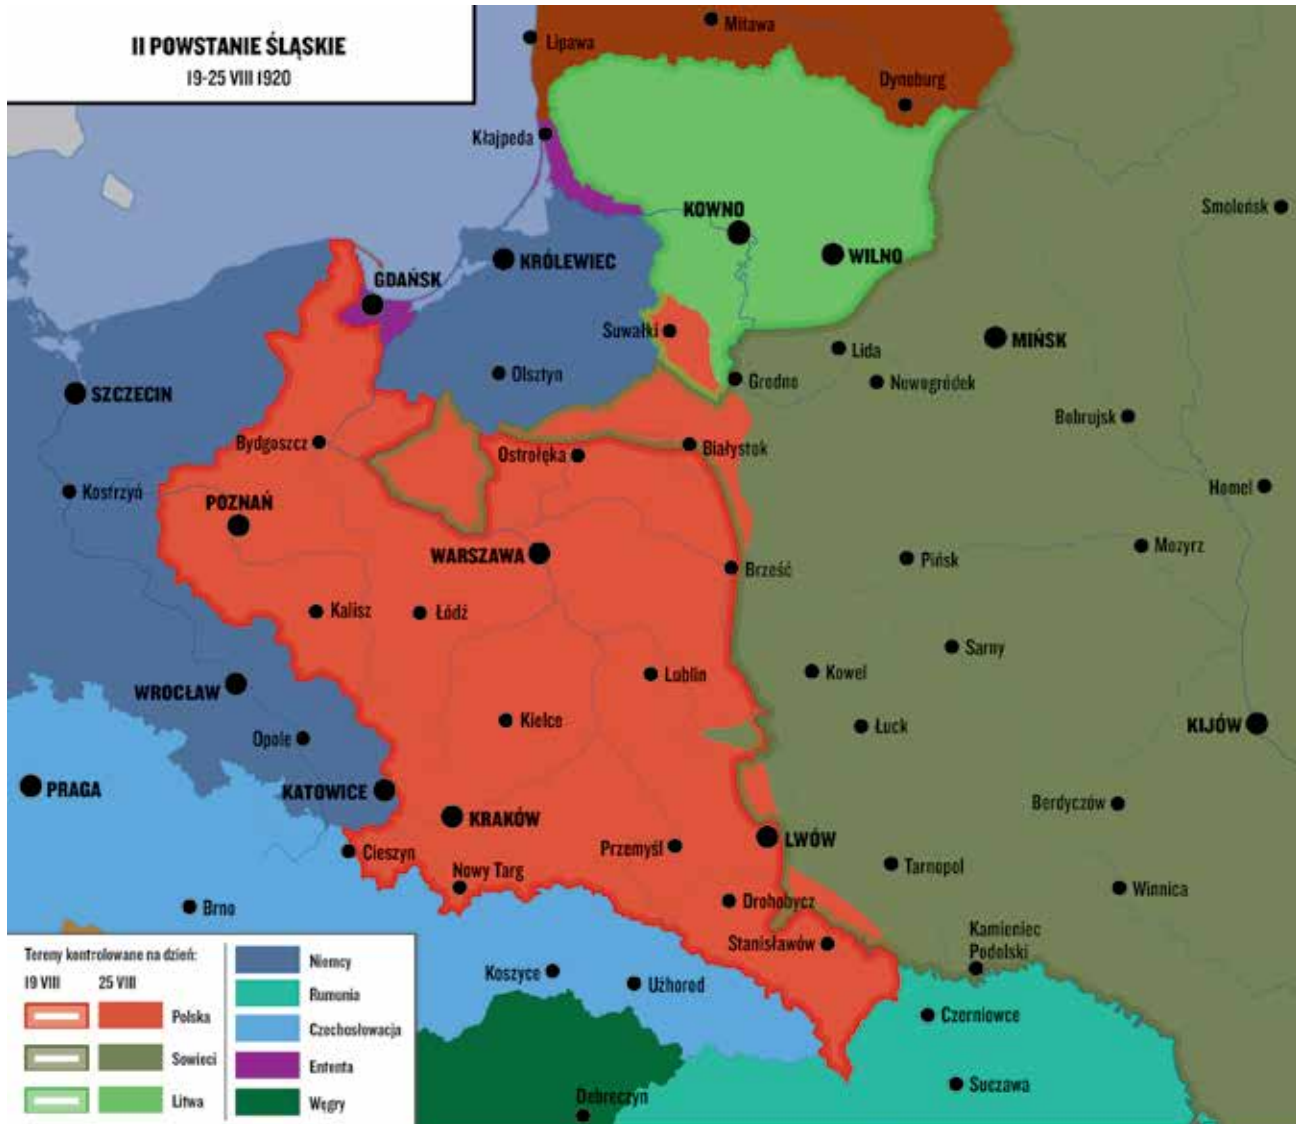 II POWSTANIE ŚLĄSKIE
19-25 VIII 1920
Mitawa
Lipawa
Dyneburg
Kłajpeda
Smoleńsk
KOWNO
WILNO
KRÓLEWIEC
GDAŃSK
Suwałki
MIŃSK
Lida
Olsztyn
Grodno
Nowogródek
SZCZECIN
Bobrujsk
Bydgoszcz
Ostrołęka
Białystok
Kostrzyń
Homel
POZNAŃ
WARSZAWA
Mozyrz
Pińsk
Brześć
Kalisz
Łódź
Sarny
Lublin
Kowel
WROCŁAW
Kielce
Łuck
KIJÓW
Opole
PRAGA
KATOWICE
Berdyczów
KRAKÓW
LWÓW
Przemyśl
Cieszyn
Nowy Targ
Tarnopol
Winnica
Brno
Drohobycz
Stanisławów
Kamieniec
Podolski
Koszyce
Użhorod
Czerniowce
Suczawa
Debreczyn
Tereny kontrolowane na dzień:
19 VIII 25 VIII
Polska
Sowieci
Litwa
Niemcy
Rumunia
Czechosłowacja
Ententa
Węgry